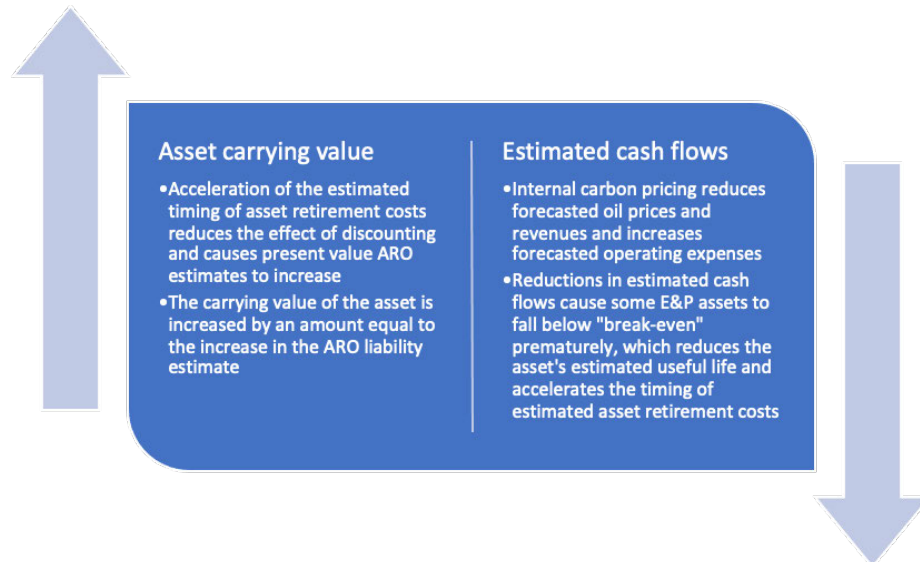 Asset carrying value
•Acceleration of the estimated
timing of asset retirement costs
reduces the effect of discounting
and causes present value ARO
estimates to increase
•The carrying value of the asset is
increased by an amount equal to
the increase in the ARO liability
estimate
Estimated cash flows
•Internal carbon pricing reduces
forecasted oil prices and
revenues and increases
forecasted operating expenses
•Reductions in estimated cash
flows cause some E&P assets to
fall below "break-even"
prematurely, which reduces the
asset's estimated useful life and
accelerates the timing of
estimated asset retirement costs